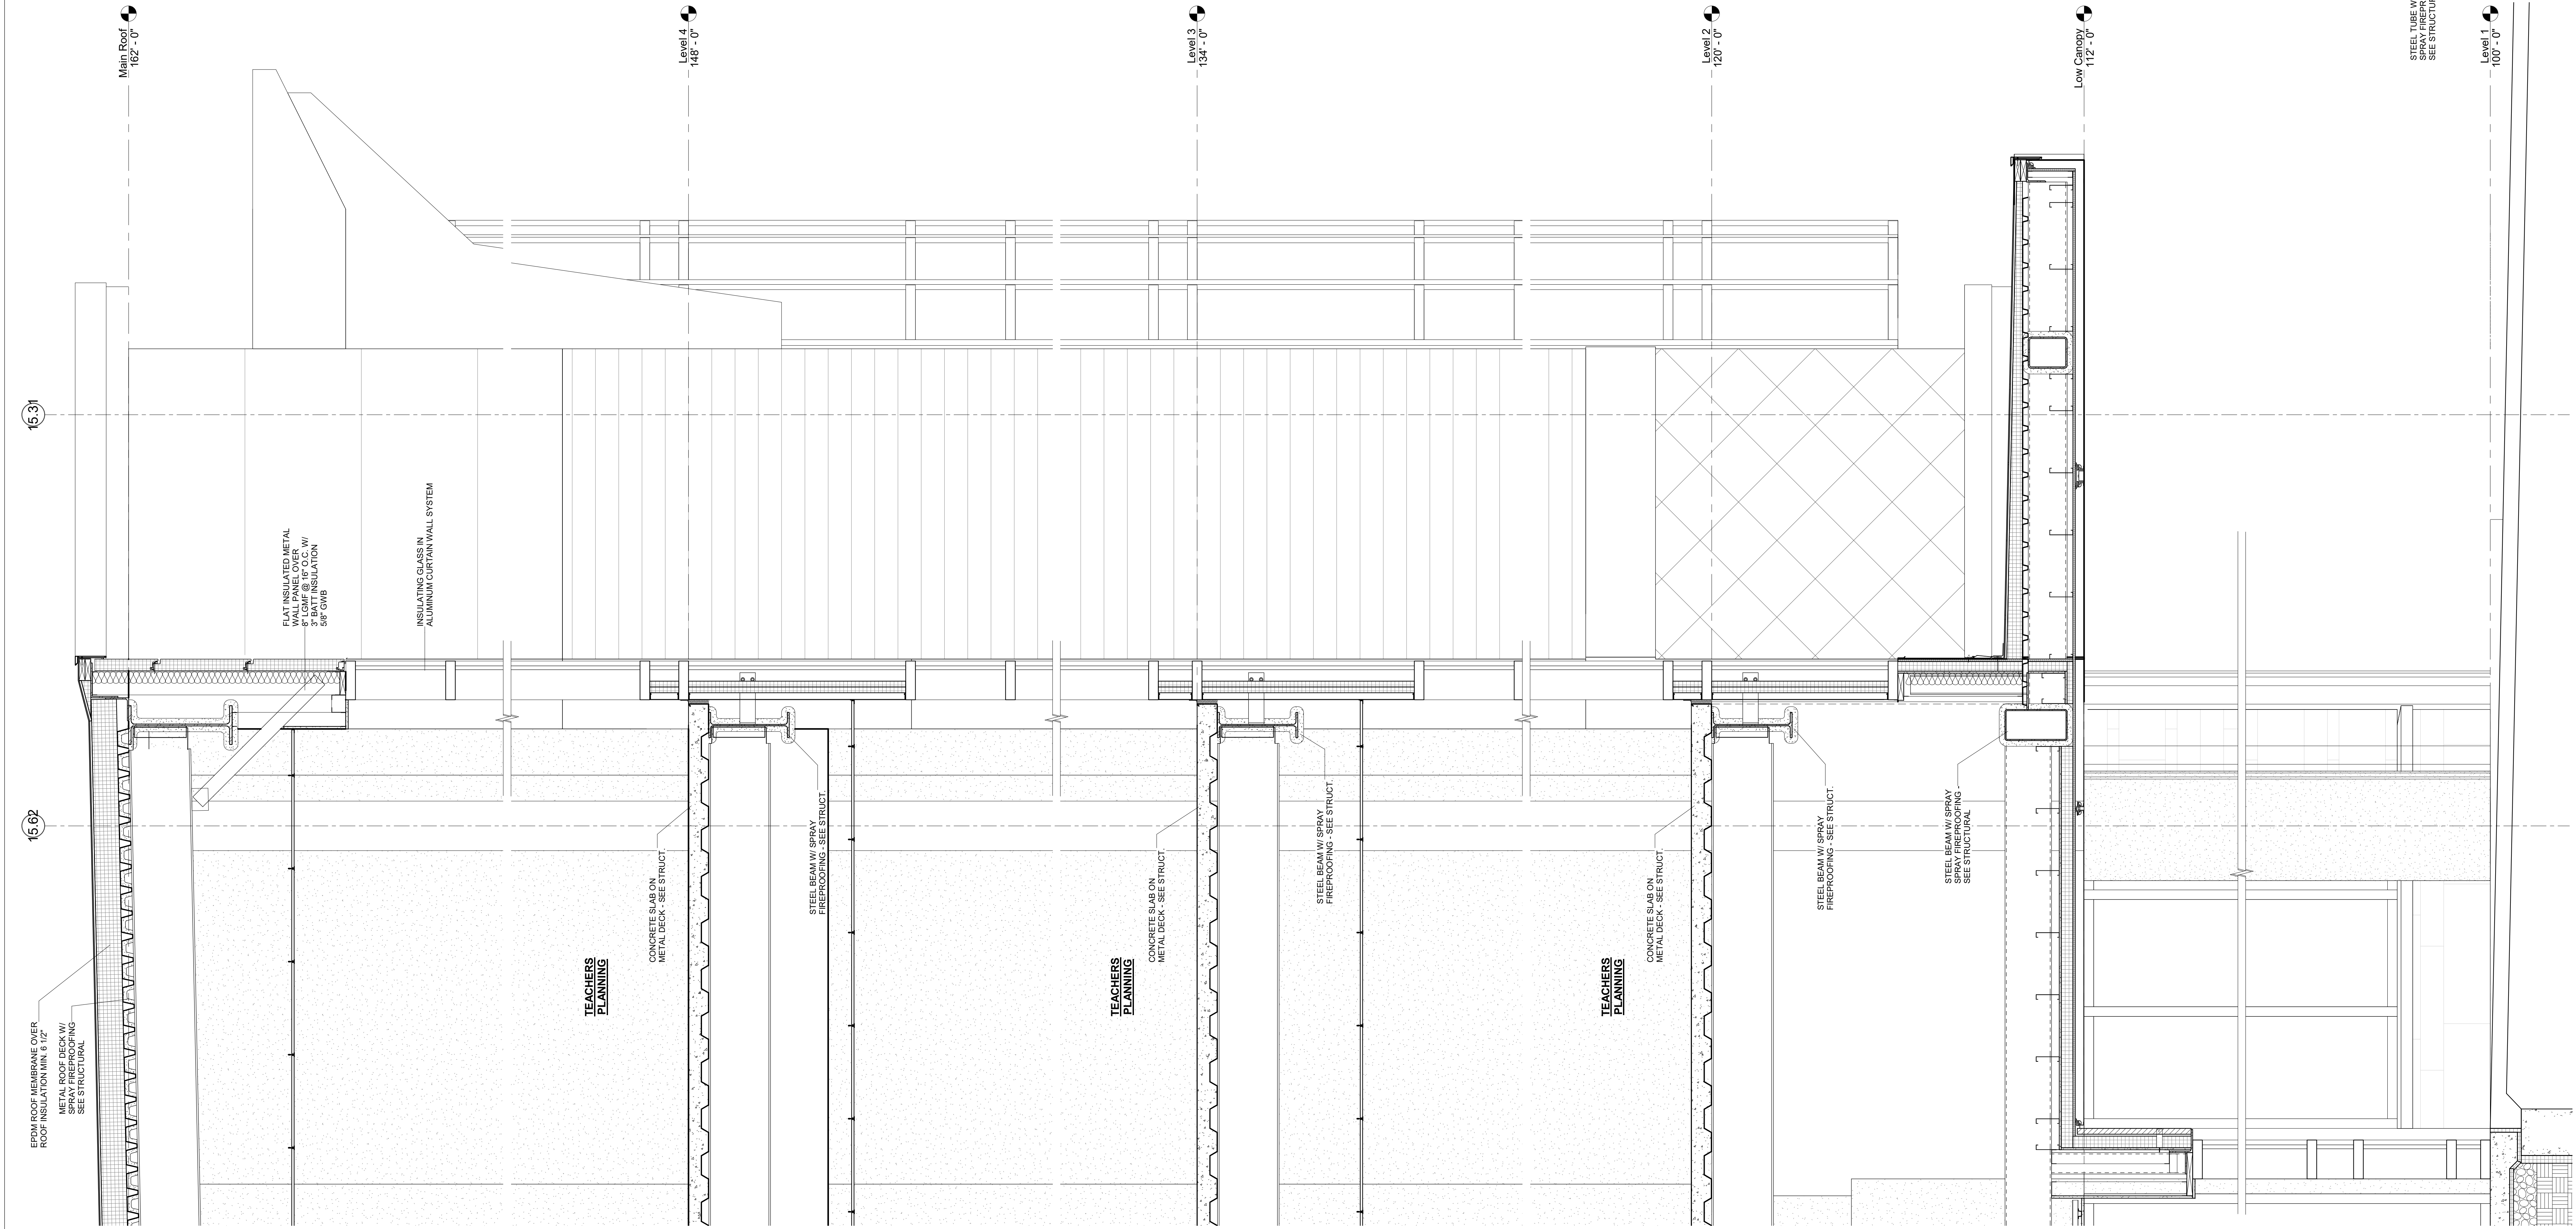 15.31
15.62
Main Roof
162' - 0"
Level 4
148' - 0"
Level 3
134' - 0"
Level 2
120' - 0"
Low Canopy
112' - 0"
Level 1
100' - 0"
STEEL TUBE W
SPRAY FIREPR
SEE STRUCTUR
FLAT INSULATED METAL
WALL PANEL OVER
8" LGMF @ 16" O.C. W/
3" BATT INSULATION
5/8" GWB
INSULATING GLASS IN
ALUMINUM CURTAIN WALL SYSTEM
EPDM ROOF MEMBRANE OVER
ROOF INSULATION MIN. 6 1/2"
METAL ROOF DECK W/
SPRAY FIREPROOFING
SEE STRUCTURAL
TEACHERS
PLANNING
CONCRETE SLAB ON
METAL DECK - SEE STRUCT.
STEEL BEAM W/ SPRAY
FIREPROOFING - SEE STRUCT.
TEACHERS
PLANNING
CONCRETE SLAB ON
METAL DECK - SEE STRUCT.
STEEL BEAM W/ SPRAY
FIREPROOFING - SEE STRUCT.
TEACHERS
PLANNING
CONCRETE SLAB ON
METAL DECK - SEE STRUCT.
STEEL BEAM W/ SPRAY
FIREPROOFING - SEE STRUCT.
STEEL BEAM W/ SPRAY
SPRAY FIREPROOFING -
SEE STRUCTURAL